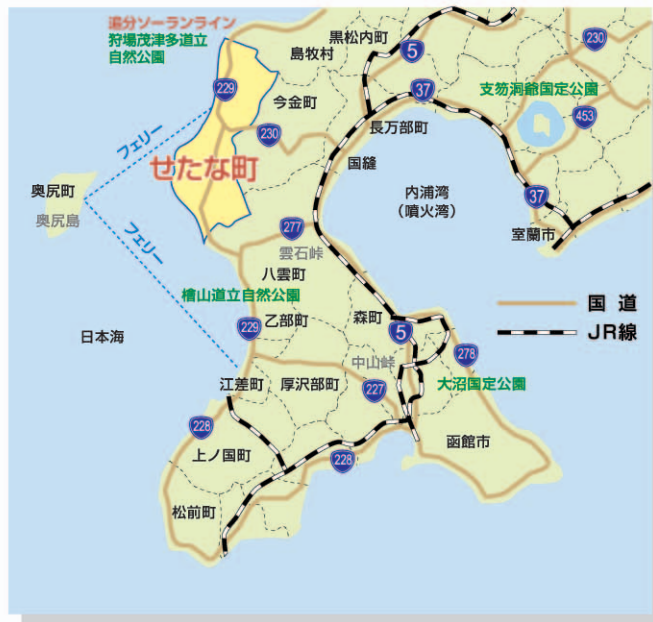 追分ソーランライン
狩場茂津多道立
自然公園
黒松内町
島牧村
5
230
229
今金町
37
支笏洞爺国定公園
453
230
長万部町
フェリー
せたな町
国縫
奥尻町
奥尻島
内浦湾
(噴火湾)
37
室蘭市
277
雲石峠
フェリー
八雲町
檜山道立自然公園
国道
乙部町
森町
229
5
JR線
日本海
278
中山峠
江差町
厚沢部町
227
大沼国定公園
228
上ノ国町
228
函館市
松前町